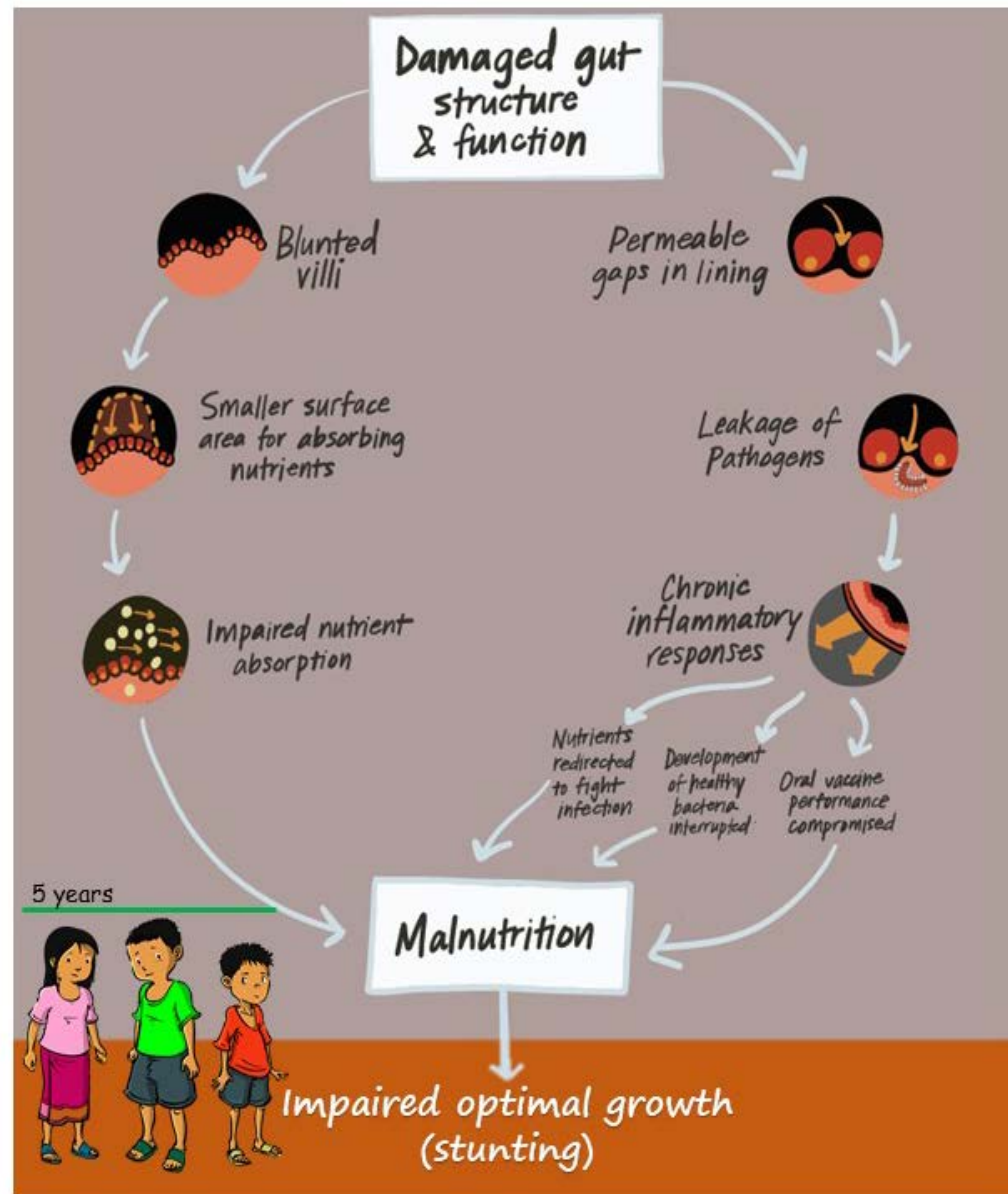 Damaged gut
structure
& function
Blunted
villi
Smaller surface
area for absorbing
nutrients
Impaired nutrient
absorption
Permeable
gaps in lining
Leakage of
Pathogens
Chronic
inflammatory
responses
Nutrients
redirected
to fight
infection
Development
of healthy
bacteria
interrupted.
Oral vaccine
performance
compromised
Malnutrition
5 years
Impaired optimal growth
(stunting)